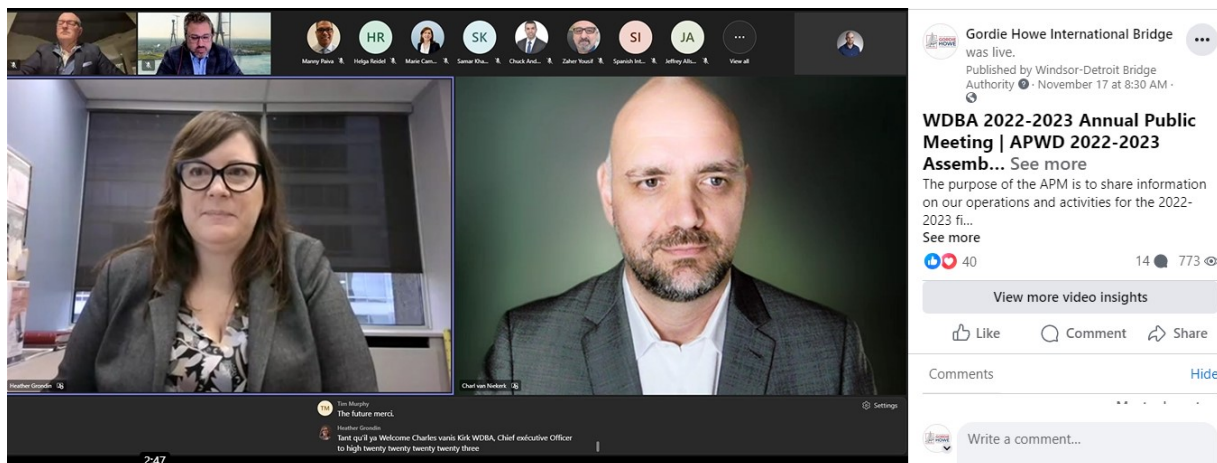 HR
SK
SI
JA
...
Manny Paiva
Helga Reidel
Marie Cam...
Samar Kha...
Chuck And...
Zaher Yousif
Spanish Int...
Jeffrey Alls...
View all
Heather Grondin
Charl van Niekerk
TM
Tim Murphy
The future merci.
Heather Grondin
Tant qu'il ya Welcome Charles vanis Kirk WDBA, Chief exécutive Officer
to high twenty twenty twenty twenty three
Settings
2:47
GORDIE
HOWE
Gordie Howe International Bridge
was live.
Published by Windsor-Detroit Bridge
Authority · November 17 at 8:30 AM ·
WDBA 2022-2023 Annual Public
Meeting | APWD 2022-2023
Assemb... See more
The purpose of the APM is to share information
on our operations and activities for the 2022-
2023 fi...
See more
40
14
773
View more video insights
Like
Comment
Share
Comments
Hide
Write a comment...